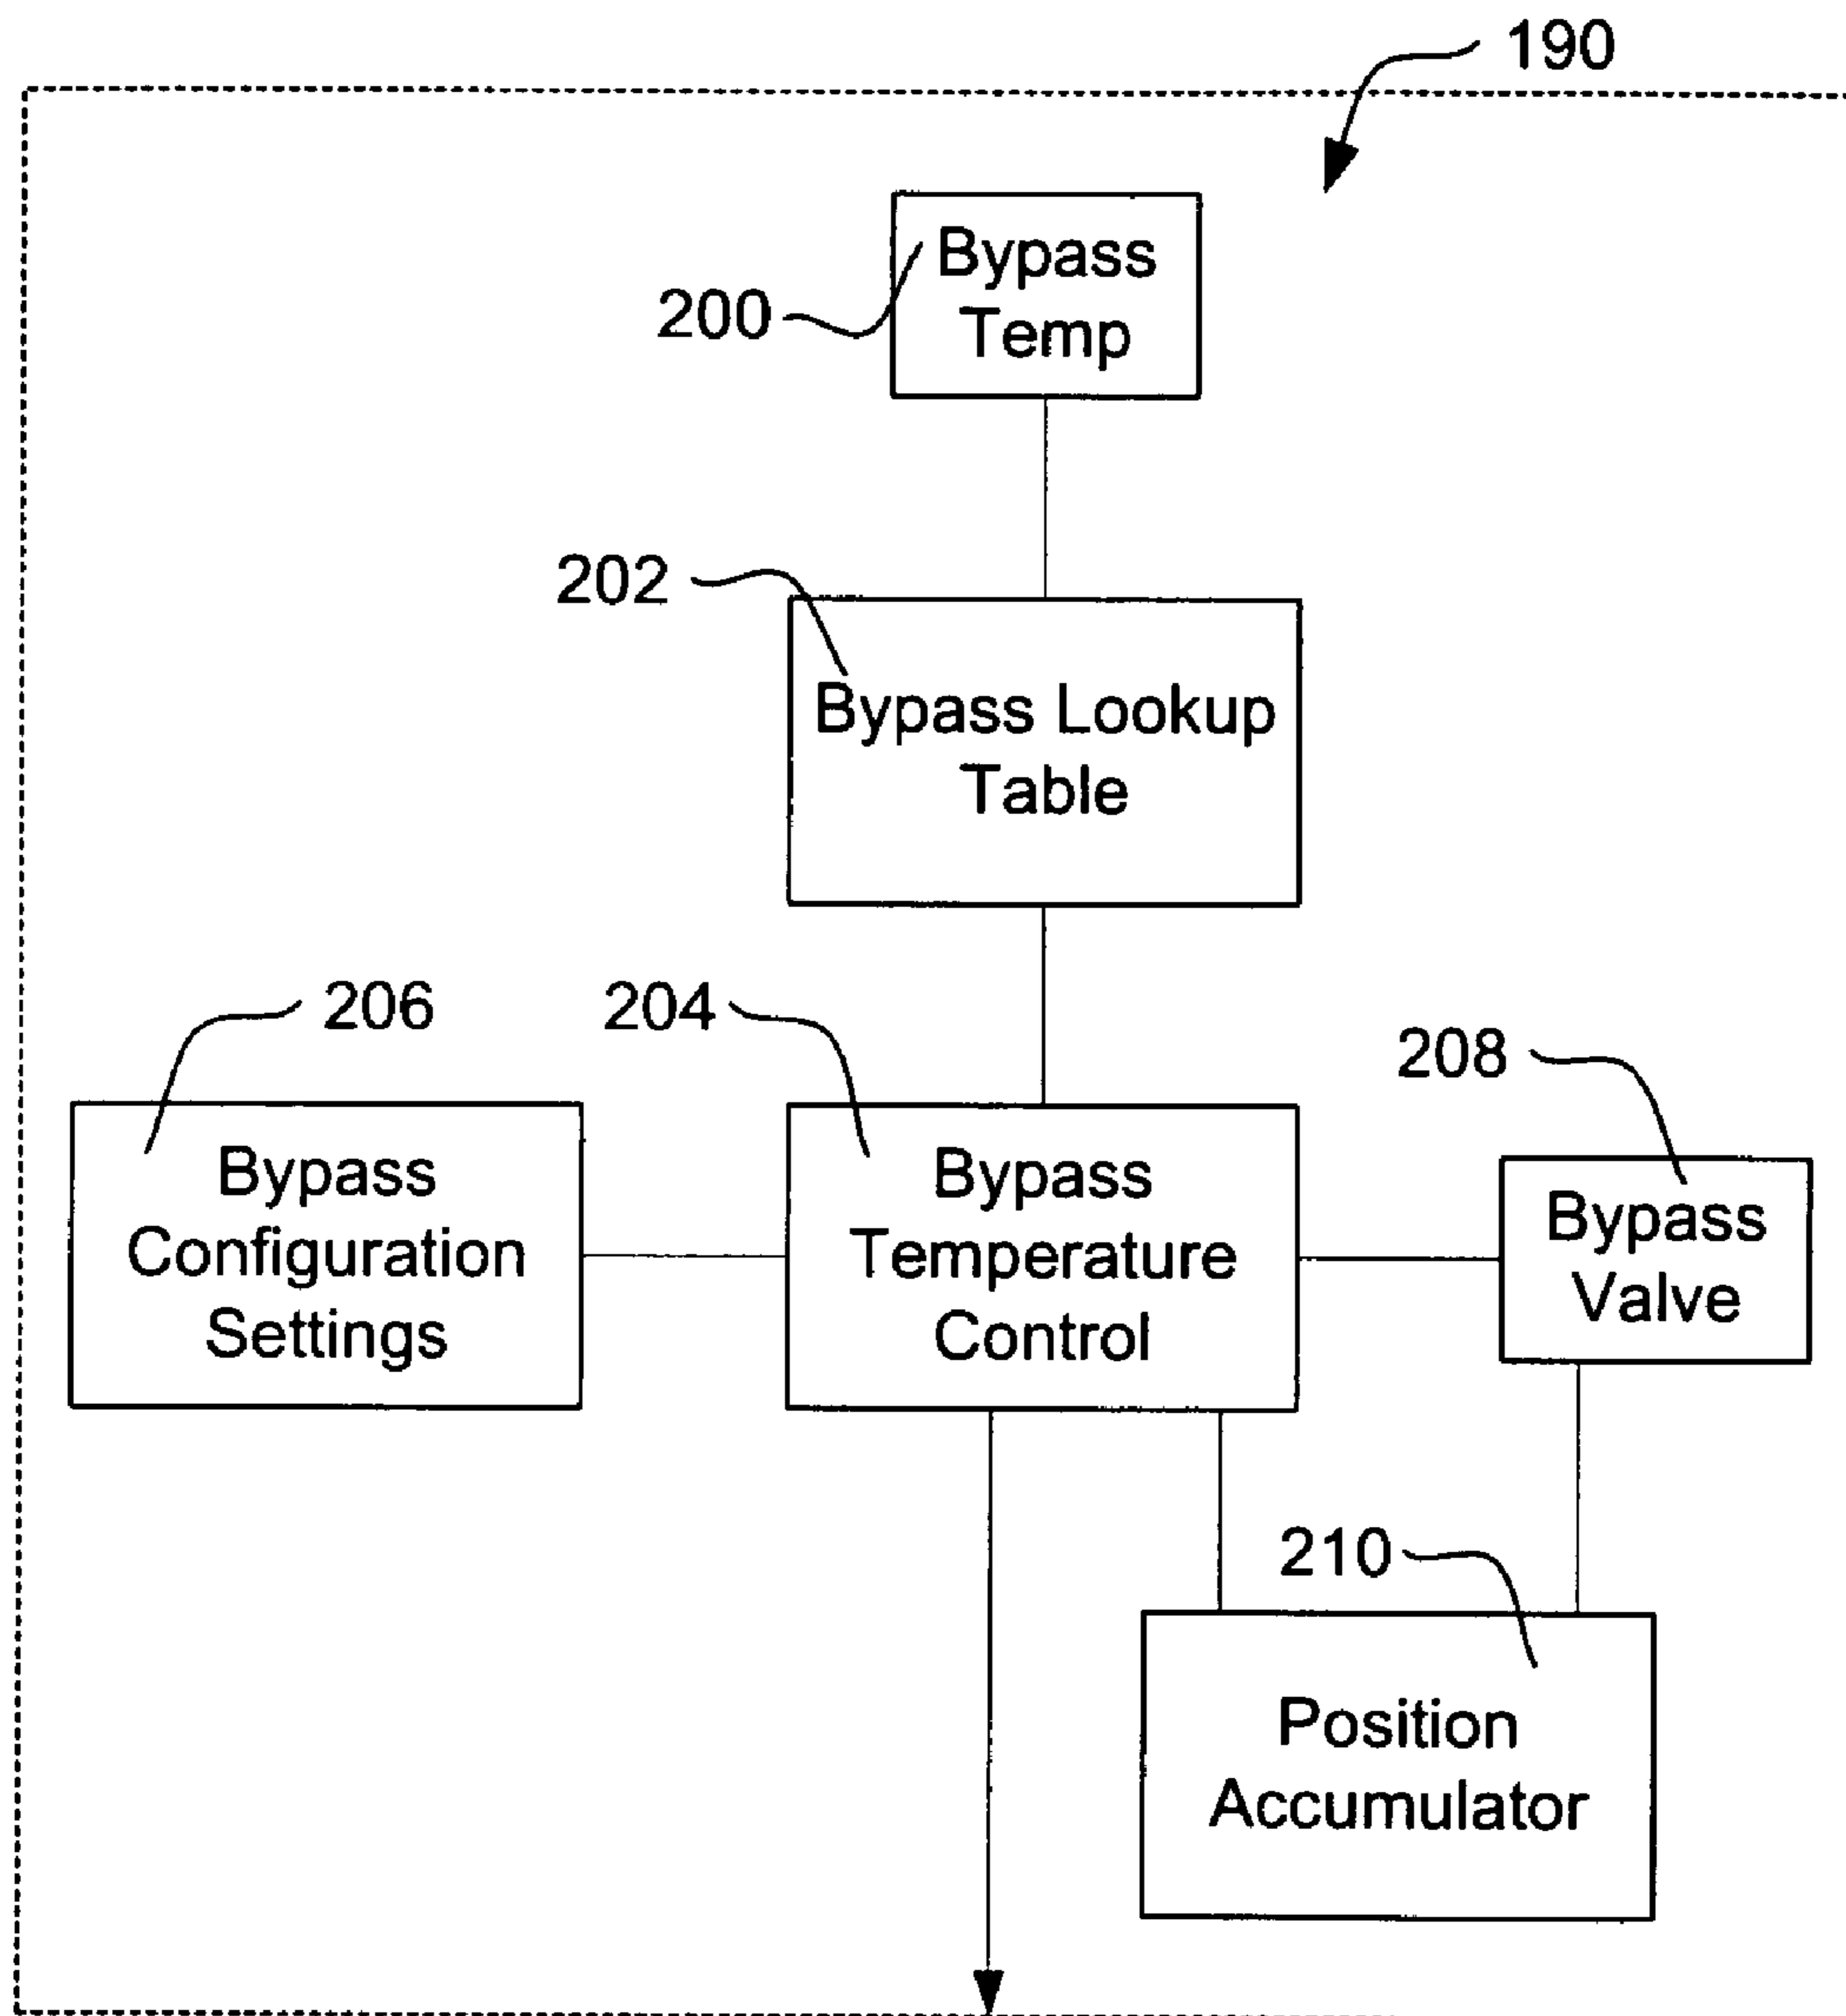 190
Bypass
Temp
200
202
Bypass Lookup
Table
206
204
208
Bypass
Configuration
Settings
Bypass
Temperature
Control
Bypass
Valve
210
Position
Accumulator